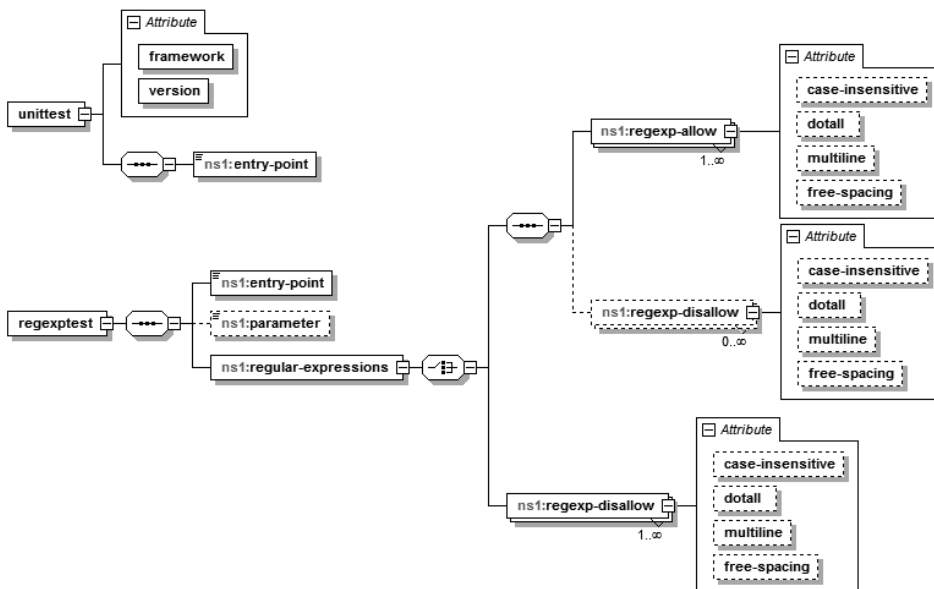 Attribute
framework
version
unittest
ns1:entry-point
Attribute
case-insensitive
dotall
multiline
free-spacing
ns1:regexp-allow
1..∞
Attribute
case-insensitive
dotall
multiline
free-spacing
ns1:regexp-disallow
0..∞
regexptest
ns1:entry-point
ns1:parameter
ns1:regular-expressions
Attribute
case-insensitive
dotall
multiline
free-spacing
ns1:regexp-disallow
1..∞